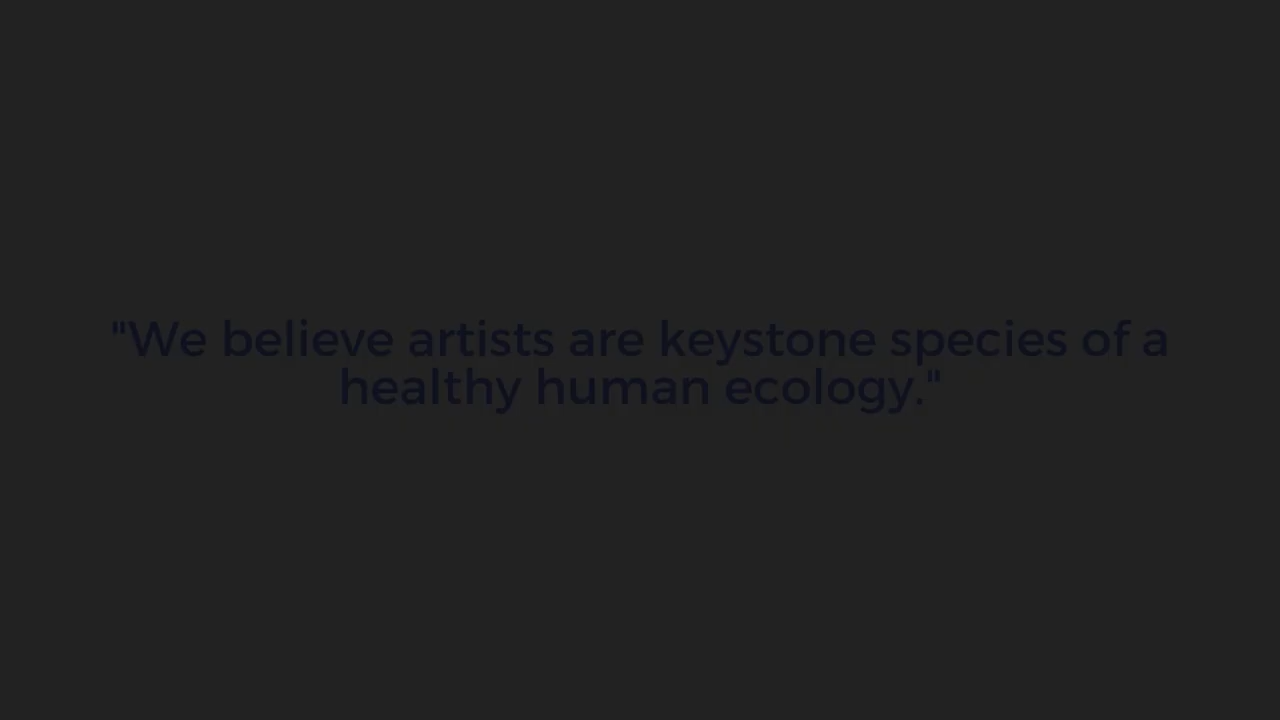 "We believe artists are keystone species of a
healthy human ecology."